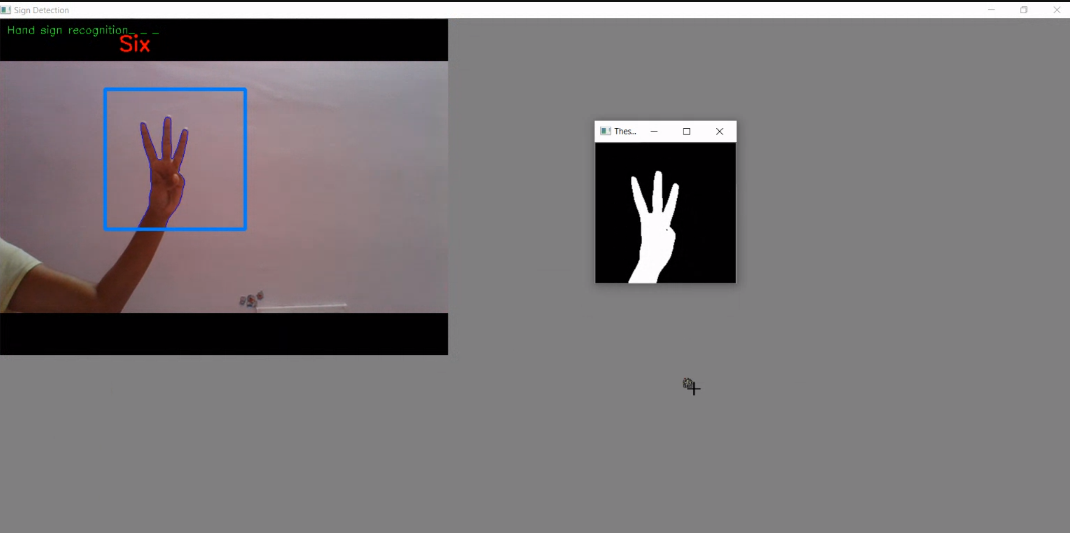 Sign Detection
Hand sign recognition_ _ _
Six
Thes...